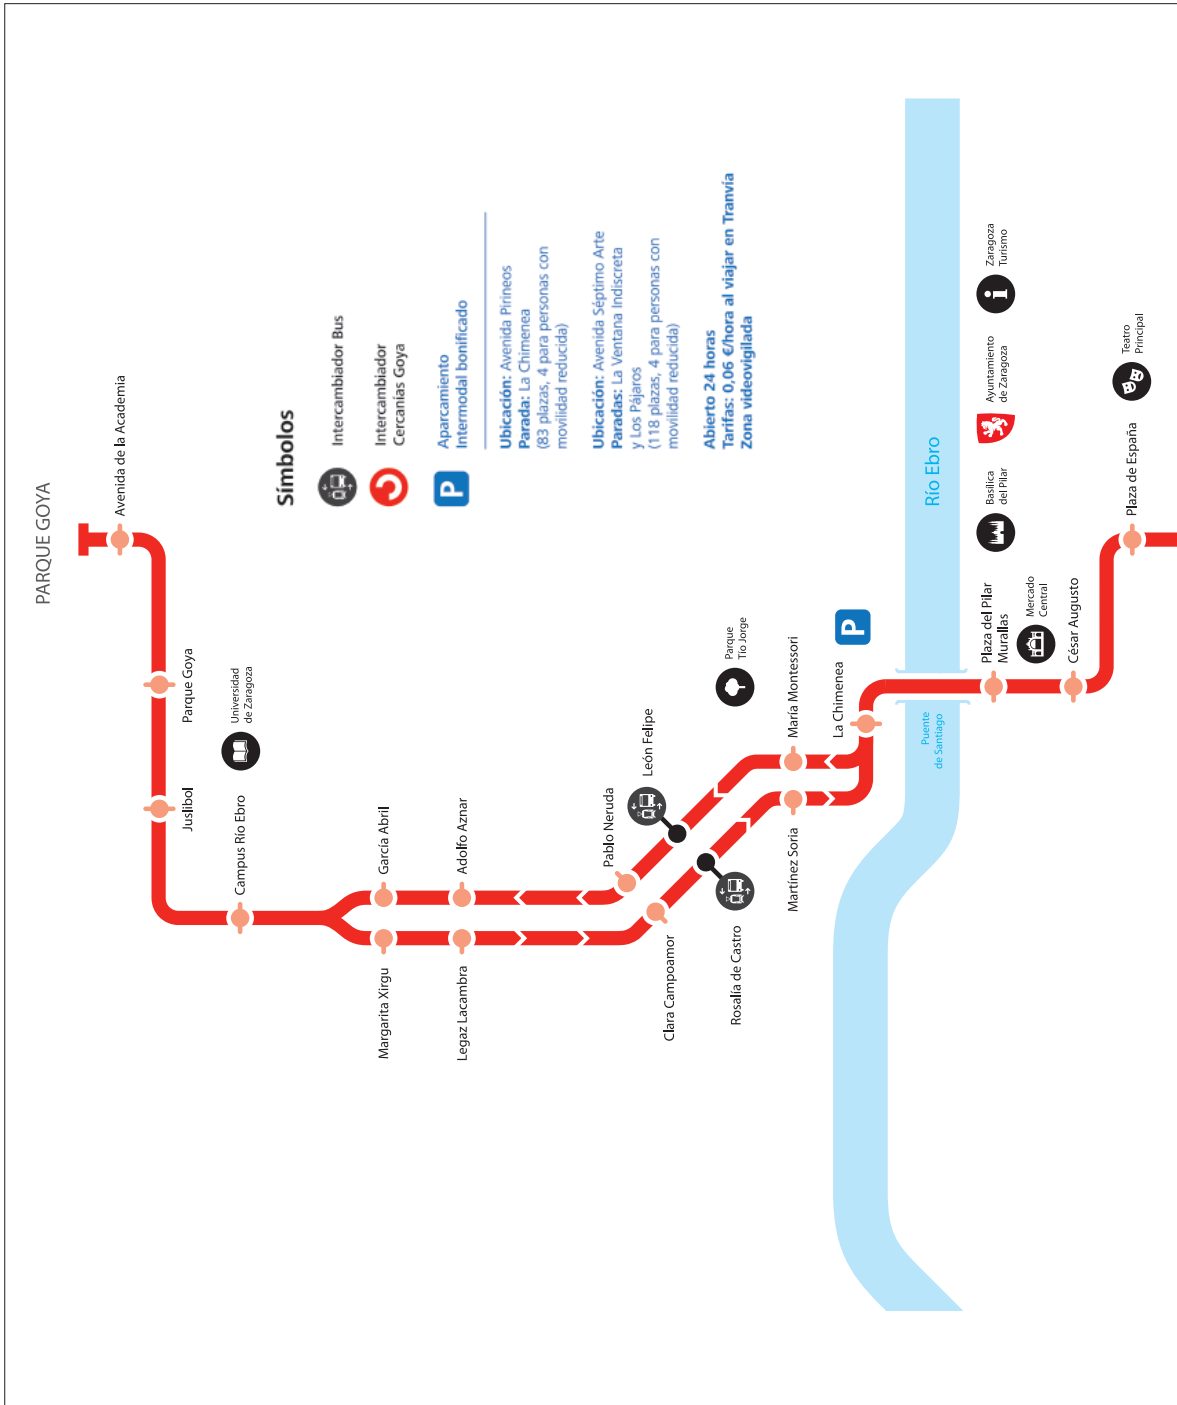 PARQUE GOYA
Avenida de la Academia
Parque Goya
Juslibol
Universidad
de Zaragoza
Campus Río Ebro
García Abril
Margarita Xirgu
Adolfo Aznar
Legaz Lacambra
Pablo Neruda
Clara Campoamor
León Felipe
Rosalía de Castro
Parque
Tío Jorge
María Montessori
Martínez Soria
La Chimenea
P
Río Ebro
Puente
de Santiago
Plaza del Pilar
Murallas
Basílica
del Pilar
Ayuntamiento
de Zaragoza
Zaragoza
Turismo
i
Mercado
Central
César Augusto
Plaza de España
Teatro
Principal
Símbolos
Intercambiador Bus
Intercambiador
Cercanías Goya
P
Aparcamiento
Intermodal bonificado
Ubicación: Avenida Pirineos
Parada: La Chimenea
(83 plazas, 4 para personas con
movilidad reducida)
Ubicación: Avenida Séptimo Arte
Paradas: La Ventana Indiscreta
y Los Pájaros
(118 plazas, 4 para personas con
movilidad reducida)
Abierto 24 horas
Tarifas: 0,06 €/hora al viajar en Tranvía
Zona videovigilada